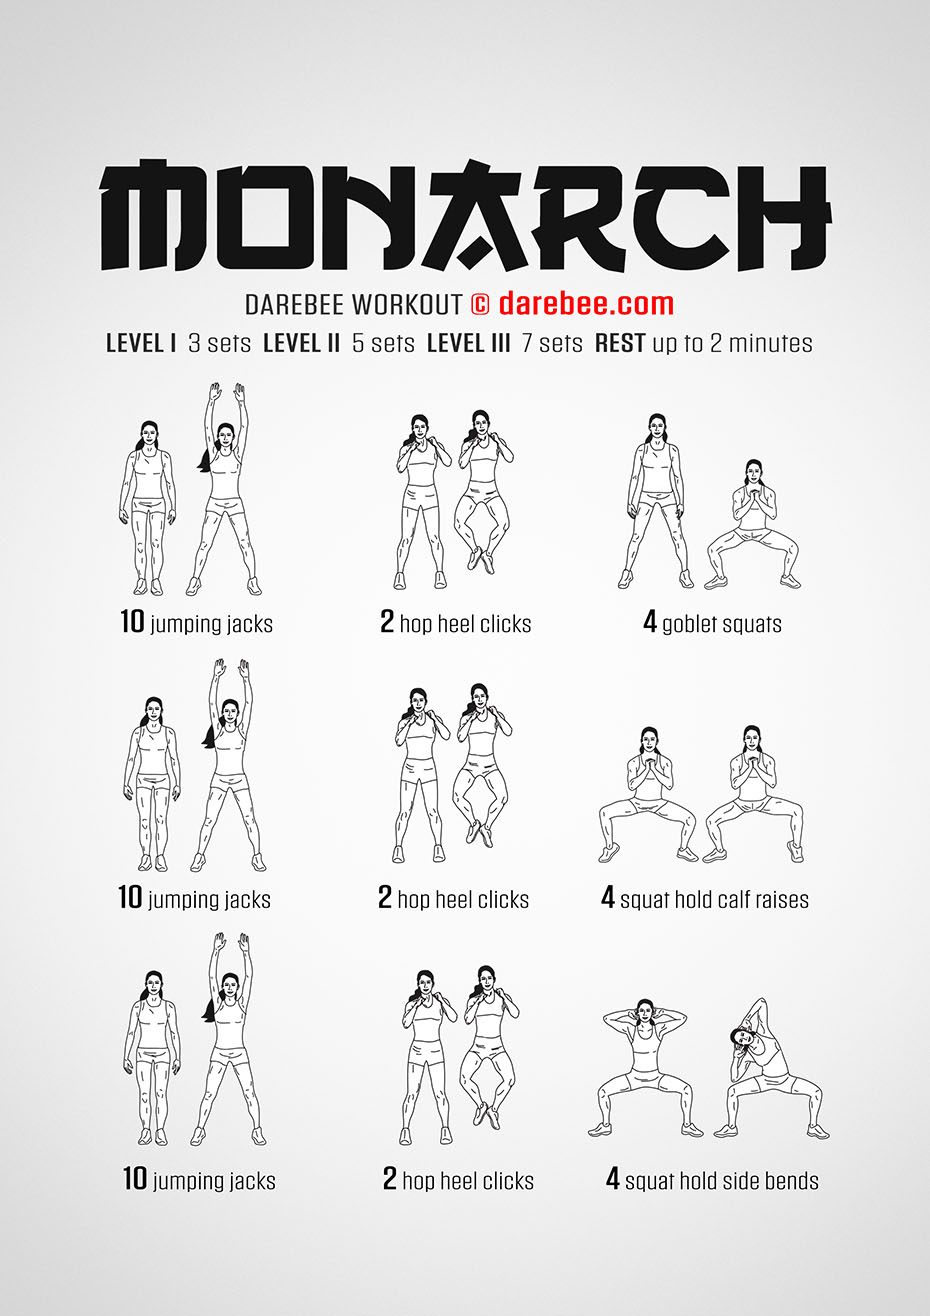 MONARCH
DAREBEE WORKOUT © darebee.com
LEVEL I 3 sets LEVEL II 5 sets LEVEL III 7 sets REST up to 2 minutes
10 jumping jacks
2 hop heel clicks
4 goblet squats
10 jumping jacks
2 hop heel clicks
4 squat hold calf raises
10 jumping jacks
2 hop heel clicks
4 squat hold side bends